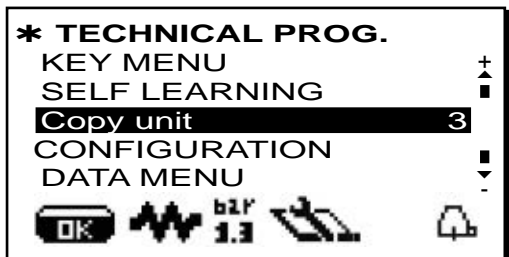 * TECHNICAL PROG.
KEY MENU +
SELF LEARNING
Copy unit 3
CONFIGURATION
DATA MENU -
OK bar 1.3